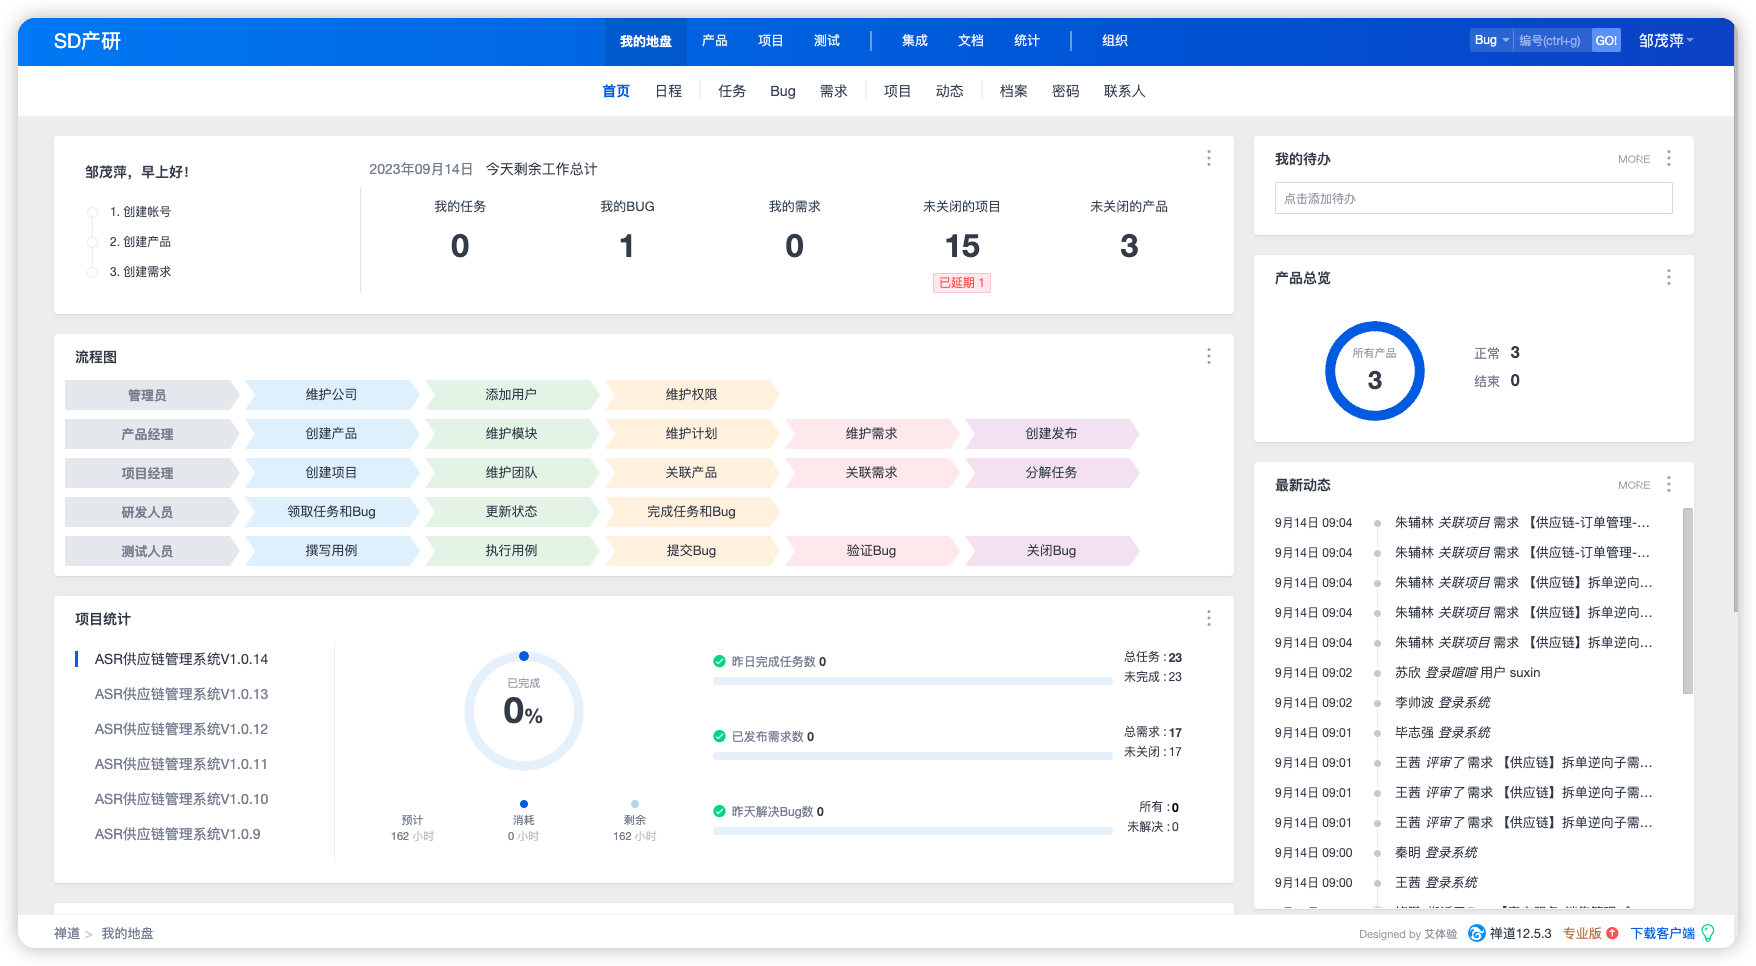 SD产研
我的地盘 产品 项目 测试 集成 文档 统计 组织
Bug 编号(ctrl+g) GO! 邹茂萍
首页 日程 任务 Bug 需求 项目 动态 档案 密码 联系人
邹茂萍，早上好！
1. 创建帐号
2. 创建产品
3. 创建需求
2023年09月14日 今天剩余工作总计
我的任务 我的BUG 我的需求 未关闭的项目 未关闭的产品
0 1 0 15 3
已延期 1
流程图
管理员 维护公司 添加用户 维护权限
产品经理 创建产品 维护模块 维护计划 维护需求 创建发布
项目经理 创建项目 维护团队 关联产品 关联需求 分解任务
研发人员 领取任务和Bug 更新状态 完成任务和Bug
测试人员 撰写用例 执行用例 提交Bug 验证Bug 关闭Bug
项目统计
ASR供应链管理系统V1.0.14
ASR供应链管理系统V1.0.13
ASR供应链管理系统V1.0.12
ASR供应链管理系统V1.0.11
ASR供应链管理系统V1.0.10
ASR供应链管理系统V1.0.9
已完成
0%
预计 消耗 剩余
162 小时 0 小时 162 小时
昨日完成任务数 0
总任务 : 23
未完成 : 23
已发布需求数 0
总需求 : 17
未关闭 : 17
昨天解决Bug数 0
所有 : 0
未解决 : 0
我的待办 MORE
点击添加待办
产品总览
所有产品
3
正常 3
结束 0
最新动态 MORE
9月14日 09:04 朱辅林 关联项目 需求 【供应链-订单管理-...
9月14日 09:04 朱辅林 关联项目 需求 【供应链-订单管理-...
9月14日 09:04 朱辅林 关联项目 需求 【供应链】拆单逆向...
9月14日 09:04 朱辅林 关联项目 需求 【供应链】拆单逆向...
9月14日 09:04 朱辅林 关联项目 需求 【供应链】拆单逆向...
9月14日 09:02 苏欣 登录喧喧 用户 suxin
9月14日 09:02 李帅波 登录系统
9月14日 09:01 毕志强 登录系统
9月14日 09:01 王茜 评审了 需求 【供应链】拆单逆向子需...
9月14日 09:01 王茜 评审了 需求 【供应链】拆单逆向子需...
9月14日 09:01 王茜 评审了 需求 【供应链】拆单逆向子需...
9月14日 09:00 秦明 登录系统
9月14日 09:00 王茜 登录系统
禅道 > 我的地盘
Designed by 艾体验 禅道12.5.3 专业版 下载客户端